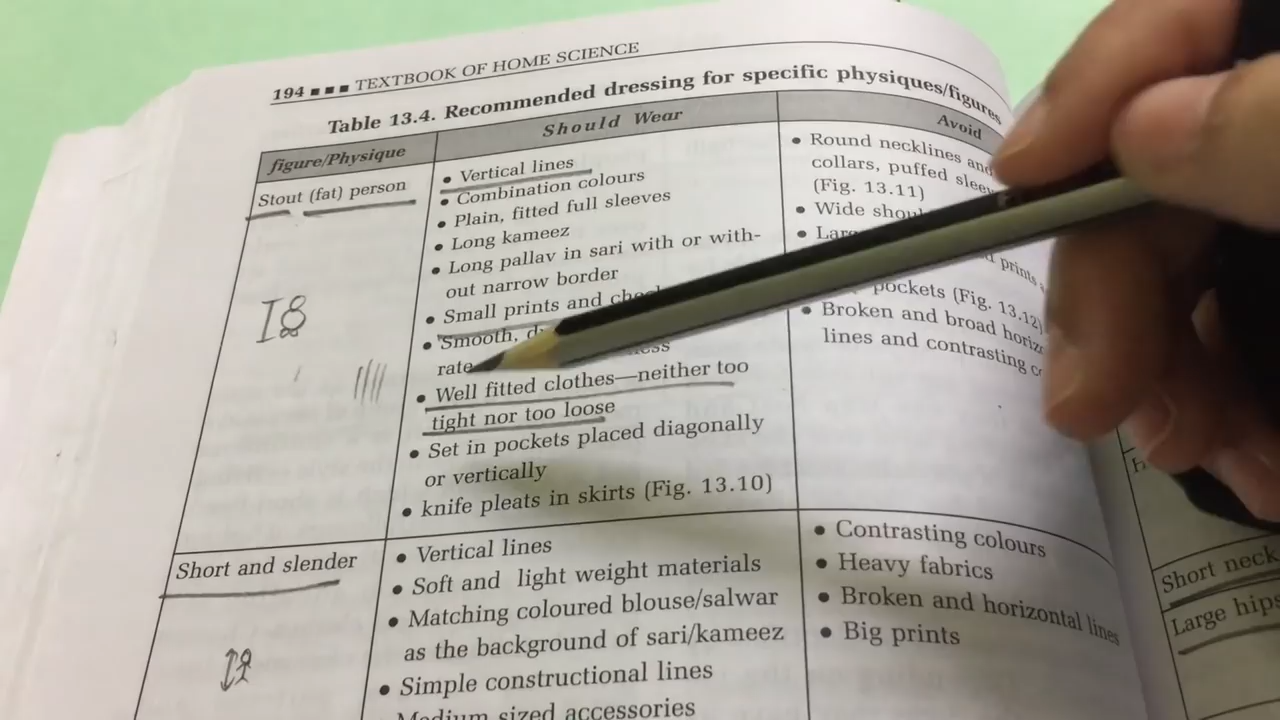 194 ■ ■ ■ TEXTBOOK OF HOME SCIENCE
Table 13.4. Recommended dressing for specific physiques/figures
figure/Physique
Should Wear
Avoid
Stout (fat) person
• Vertical lines
• Combination colours
• Plain, fitted full sleeves
• Long kameez
• Long pallav in sari with or with-
out narrow border
• Small prints and
• Smooth,
rate
• Well fitted clothes—neither too
tight nor too loose
• Set in pockets placed diagonally
or vertically
• knife pleats in skirts (Fig. 13.10)
• Round necklines and
collars, puffed
(Fig. 13.11)
• Wide
•
prints
pockets (Fig. 13.12)
• Broken and broad
lines and contrasting
Short and slender
• Vertical lines
• Soft and light weight materials
• Matching coloured blouse/salwar
as the background of sari/kameez
• Simple constructional lines
Medium sized accessories
• Contrasting colours
• Heavy fabrics
• Broken and horizontal lines
• Big prints
Short neck
Large hips